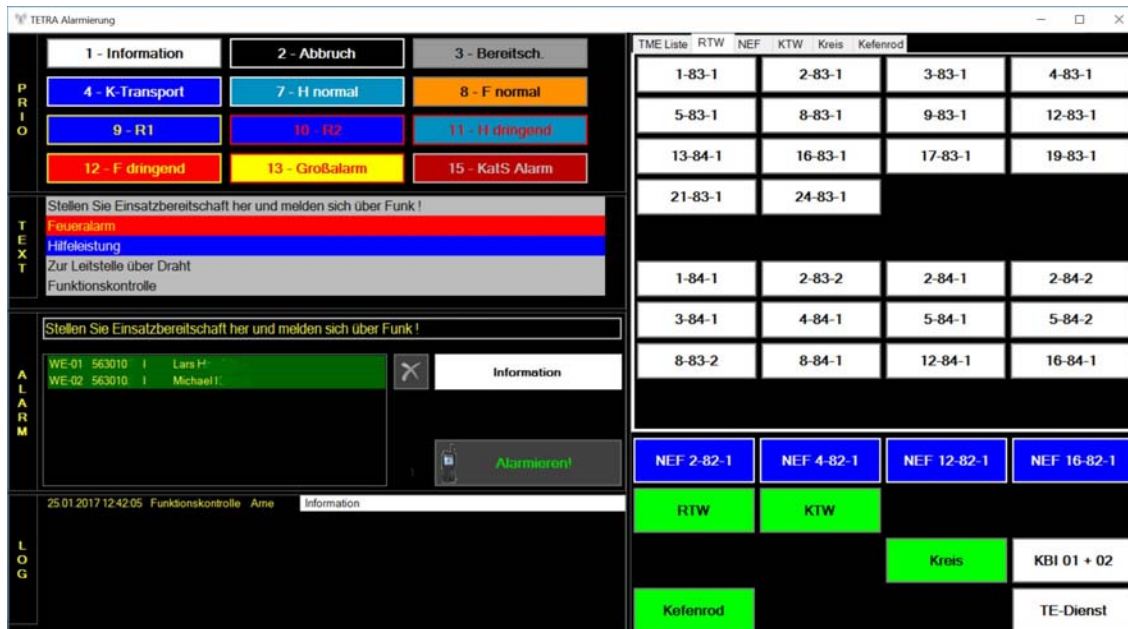 TETRA Alarmierung
PRIO
1 - Information 2 - Abbruch 3 - Bereitsch.
4 - K-Transport 7 - H normal 8 - F normal
9 - R1 10 - R2 11 - H dringend
12 - F dringend 13 - Großalarm 15 - KatS Alarm
TEXT
Stellen Sie Einsatzbereitschaft her und melden sich über Funk !
Feueralarm
Hilfeleistung
Zur Leitstelle über Draht
Funktionskontrolle
ALARM
Stellen Sie Einsatzbereitschaft her und melden sich über Funk !
WE-01 563010 I Lars H
WE-02 563010 I Michael
Information
Alarmieren!
LOG
25.01.2017 12:42:05 Funktionskontrolle Arne Information
TME Liste RTW NEF KTW Kreis Kefenrod
1-83-1 2-83-1 3-83-1 4-83-1
5-83-1 8-83-1 9-83-1 12-83-1
13-84-1 16-83-1 17-83-1 19-83-1
21-83-1 24-83-1
1-84-1 2-83-2 2-84-1 2-84-2
3-84-1 4-84-1 5-84-1 5-84-2
8-83-2 8-84-1 12-84-1 16-84-1
NEF 2-82-1 NEF 4-82-1 NEF 12-82-1 NEF 16-82-1
RTW KTW
Kreis KBI 01 + 02
Kefenrod TE-Dienst